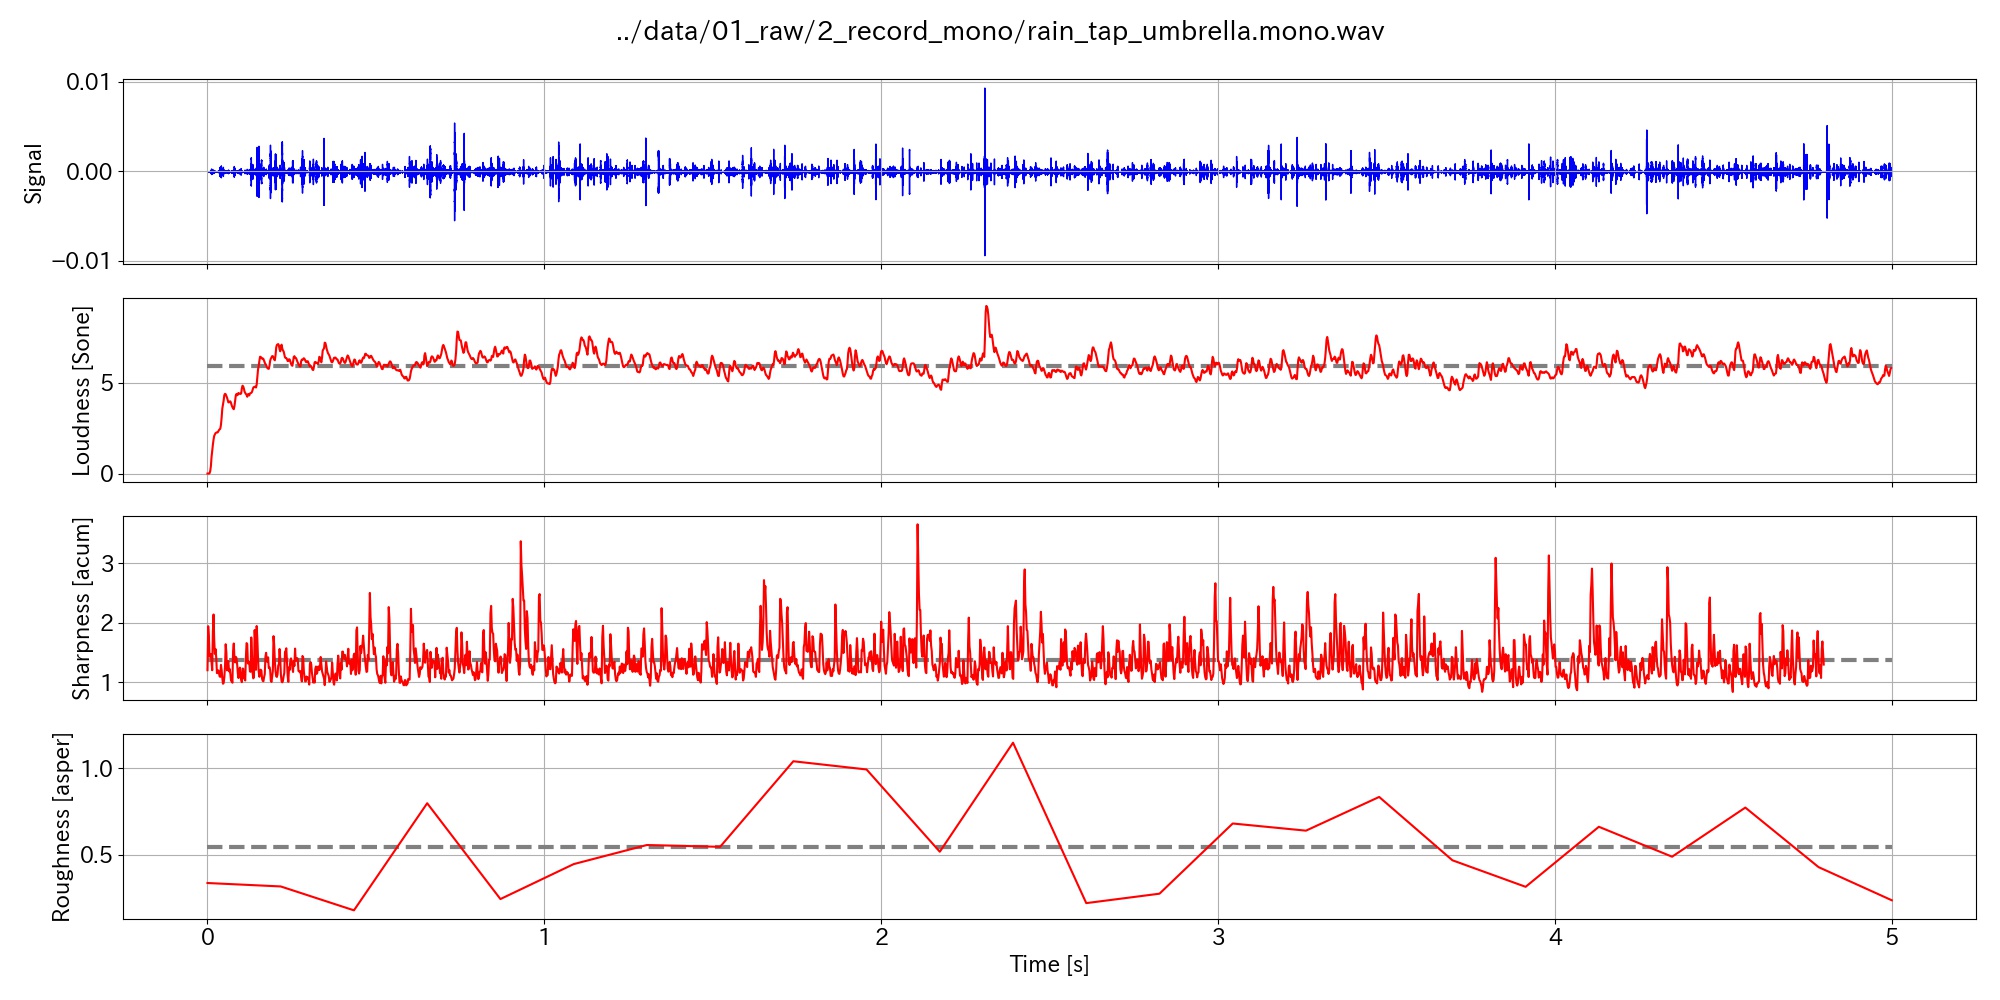 ../data/01_raw/2_record_mono/rain_tap_umbrella.mono.wav
0.01
0.00
−0.01
Signal
5
0
Loudness [Sone]
3
2
1
Sharpness [acum]
1.0
0.5
Roughness [asper]
0 1 2 3 4 5
Time [s]